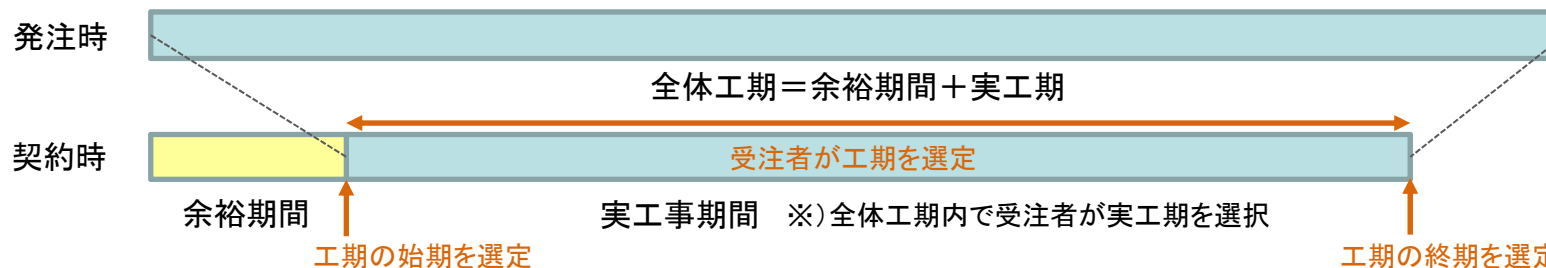 発注時
全体工期＝余裕期間＋実工期
契約時
受注者が工期を選定
余裕期間
実工事期間　※）全体工期内で受注者が実工期を選択
工期の始期を選定
工期の終期を選定